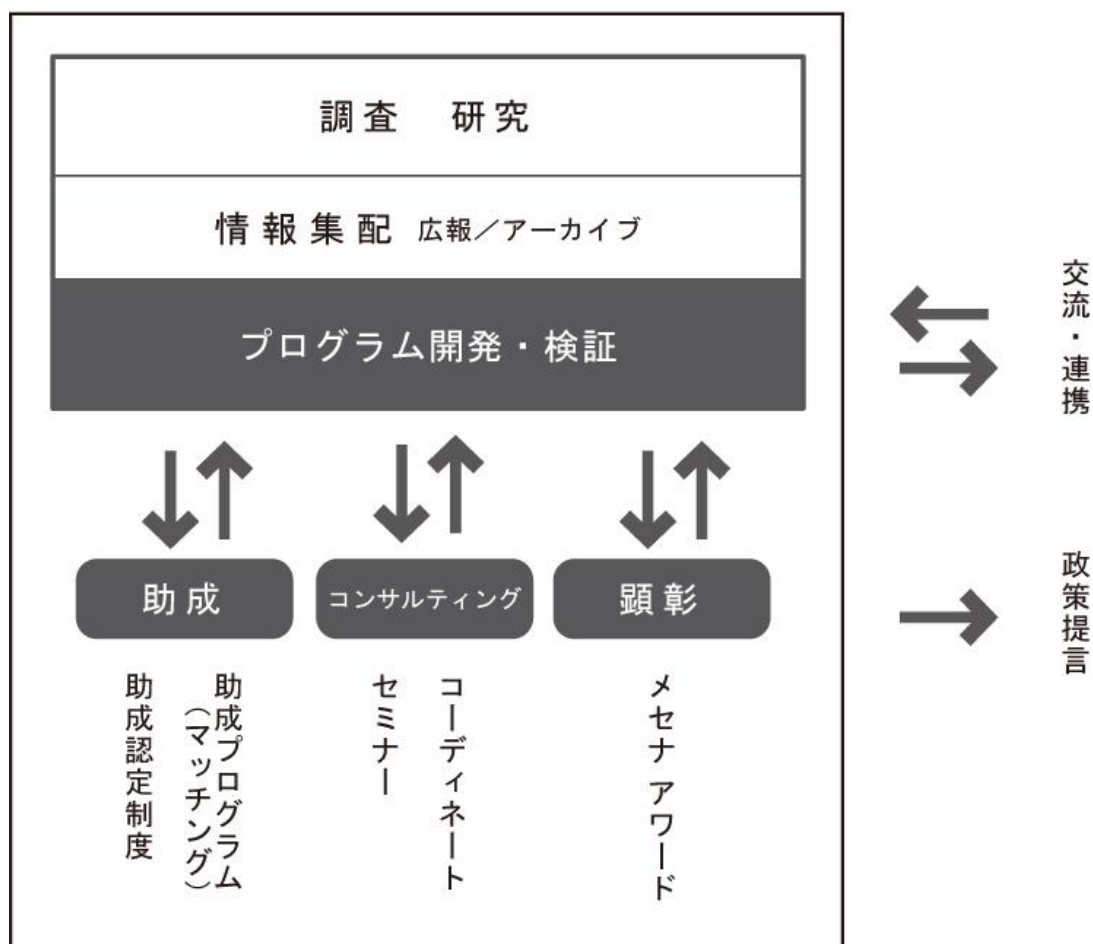 調査 研究
情報集配 広報／アーカイブ
プログラム開発・検証
助成
コンサルティング
顕彰
助成プログラム
（マッチング）
助成認定制度
コーディネート
セミナー
メセナ アワード
交流・連携
政策提言